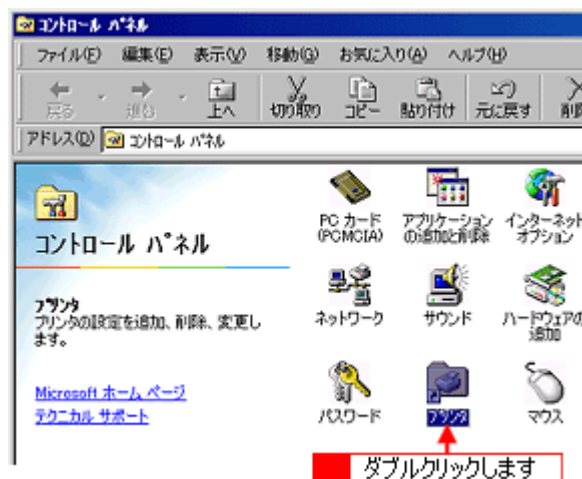 コントロール パネル
ファイル(F) 編集(E) 表示(V) 移動(G) お気に入り(A) ヘルプ(H)
戻る 進む 上へ 切り取り コピー 貼り付け 元に戻す 削除
アドレス(D) コントロール パネル
コントロール パネル
プリンタ
プリンタの設定を追加、削除、変更し
ます。
Microsoft ホーム ページ
テクニカル サポート
PC カード
(PCMCIA)
アプリケーション
の追加と削除
インターネット
オプション
ネットワーク
サウンド
ハードウェアの
追加
パスワード
プリンタ
マウス
ダブルクリックします